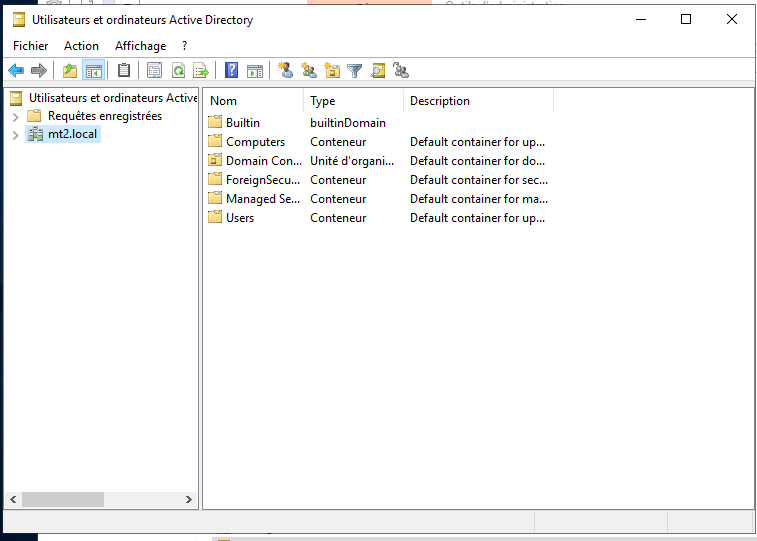 Utilisateurs et ordinateurs Active Directory
Fichier Action Affichage ?
Utilisateurs et ordinateurs Active
Requêtes enregistrées
mt2.local
Nom Type Description
Builtin builtinDomain
Computers Conteneur Default container for up...
Domain Con... Unité d'organi... Default container for do...
ForeignSecu... Conteneur Default container for sec...
Managed Se... Conteneur Default container for ma...
Users Conteneur Default container for up...